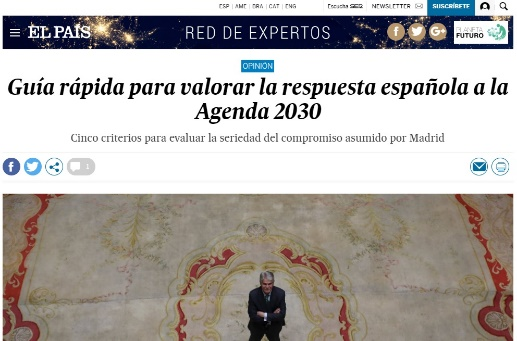 ESP | AME | BRA | CAT | ENG
Escucha SER NEWSLETTER SUSCRÍBETE
EL PAÍS RED DE EXPERTOS f G+ PLANETA FUTURO
OPINIÓN
Guía rápida para valorar la respuesta española a la
Agenda 2030
Cinco criterios para evaluar la seriedad del compromiso asumido por Madrid
f 1